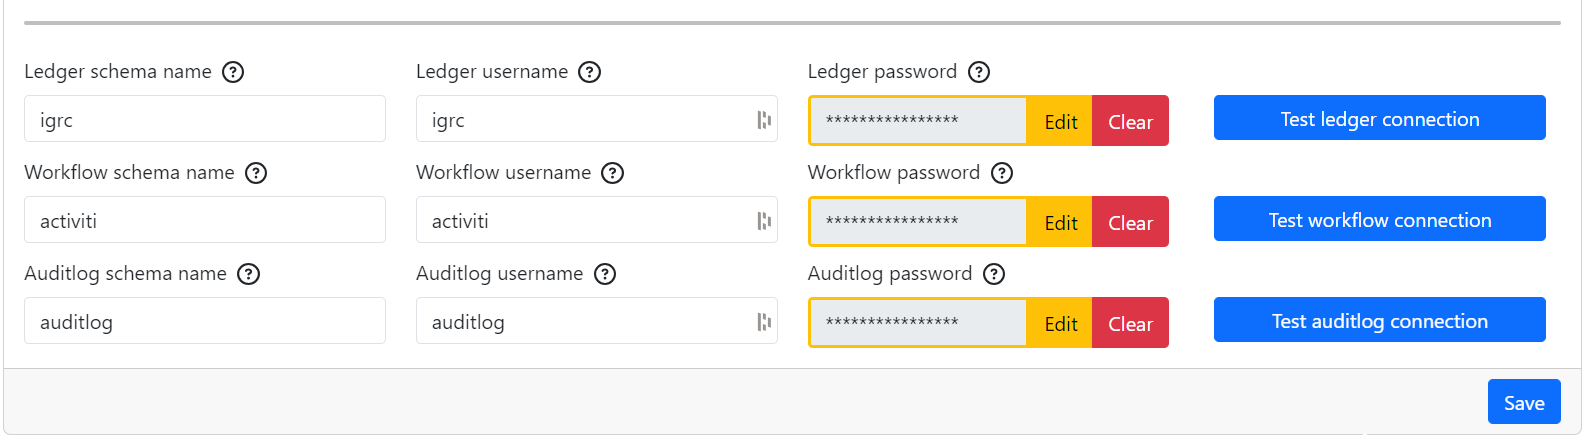 Ledger schema name ? Ledger username ? Ledger password ?
igrc igrc **************** Edit Clear Test ledger connection
Workflow schema name ? Workflow username ? Workflow password ?
activiti activiti **************** Edit Clear Test workflow connection
Auditlog schema name ? Auditlog username ? Auditlog password ?
auditlog auditlog **************** Edit Clear Test auditlog connection
Save